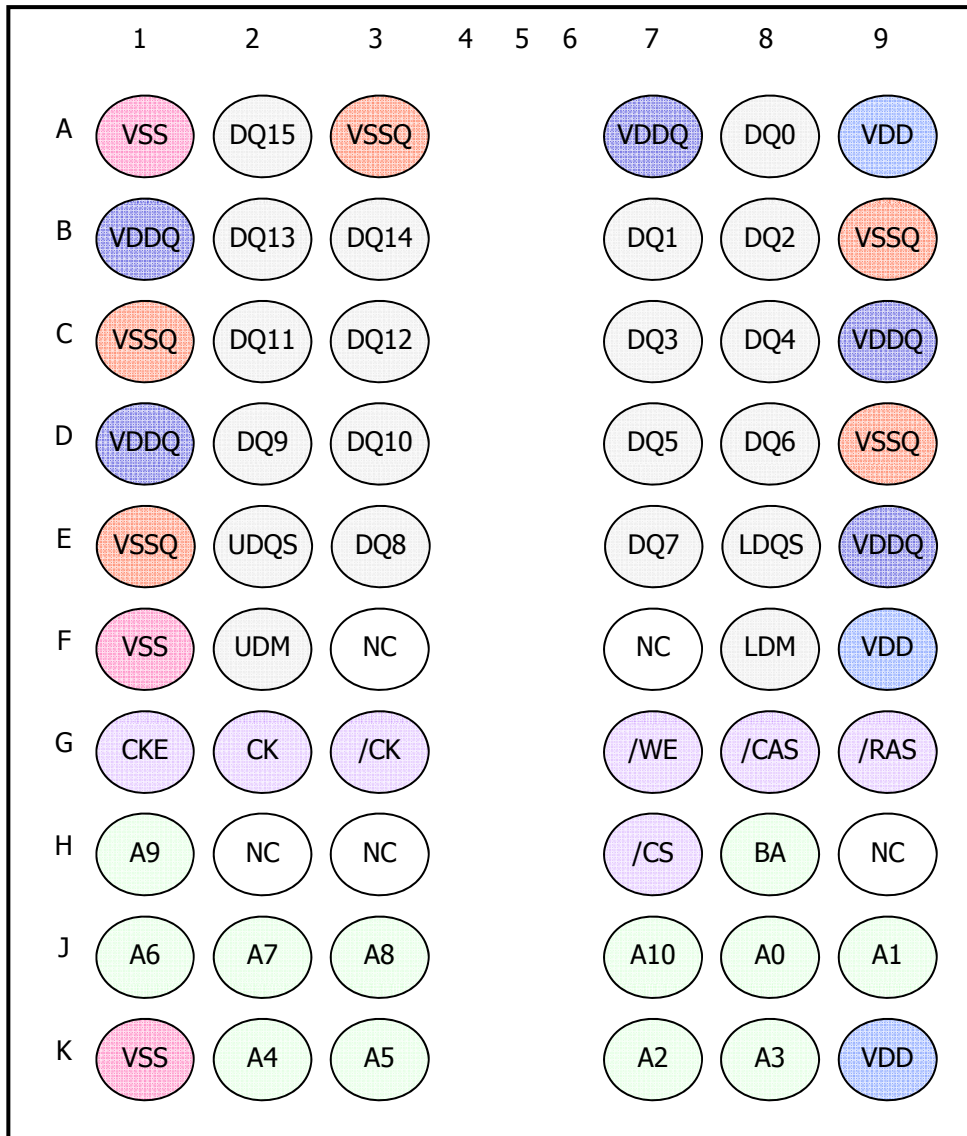 1 2 3 4 5 6 7 8 9
A VSS DQ15 VSSQ VDDQ DQ0 VDD
B VDDQ DQ13 DQ14 DQ1 DQ2 VSSQ
C VSSQ DQ11 DQ12 DQ3 DQ4 VDDQ
D VDDQ DQ9 DQ10 DQ5 DQ6 VSSQ
E VSSQ UDQS DQ8 DQ7 LDQS VDDQ
F VSS UDM NC NC LDM VDD
G CKE CK /CK /WE /CAS /RAS
H A9 NC NC /CS BA NC
J A6 A7 A8 A10 A0 A1
K VSS A4 A5 A2 A3 VDD